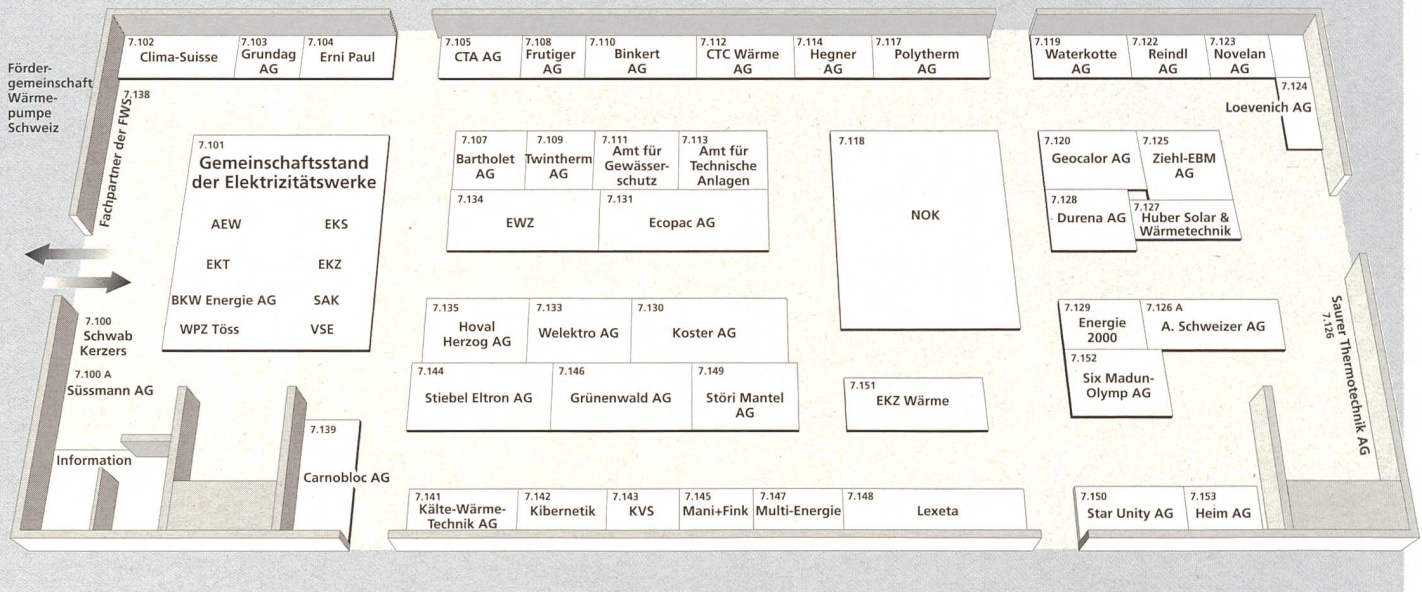 7.102
Clima-Suisse
7.103
Grundag
AG
7.104
Erni Paul
7.105
CTA AG
7.108
Frutiger
AG
7.110
Binkert
AG
7.112
CTC Wärme
AG
7.114
Hegner
AG
7.117
Polytherm
AG
7.119
Waterkotte
AG
7.122
Reindl
AG
7.123
Novelan
AG
7.124
Loevenich AG
Förder-
gemeinschaft
Wärme-
pumpe
Schweiz
7.138
Fachpartner der FWS
7.101
Gemeinschaftsstand
der Elektrizitätswerke
AEW EKS
EKT EKZ
BKW Energie AG SAK
WPZ Töss VSE
7.107
Bartholet
AG
7.109
Twintherm
AG
7.111
Amt für
Gewässer-
schutz
7.113
Amt für
Technische
Anlagen
7.134
EWZ
7.131
Ecopac AG
7.118
NOK
7.120
Geocalor AG
7.125
Ziehl-EBM
AG
7.128
Durena AG
7.127
Huber Solar &
Wärmetechnik
7.100
Schwab
Kerzers
7.100 A
Süssmann AG
Information
7.139
Carnobloc AG
7.135
Hoval
Herzog AG
7.133
Welektro AG
7.130
Koster AG
7.144
Stiebel Eltron AG
7.146
Grünenwald AG
7.149
Störi Mantel
AG
7.151
EKZ Wärme
7.129
Energie
2000
7.126 A
A. Schweizer AG
7.152
Six Madun-
Olymp AG
Saurer Thermotechnik AG
7.126
7.141
Kälte-Wärme-
Technik AG
7.142
Kibernetik
7.143
KVS
7.145
Mani+Fink
7.147
Multi-Energie
7.148
Lexeta
7.150
Star Unity AG
7.153
Heim AG